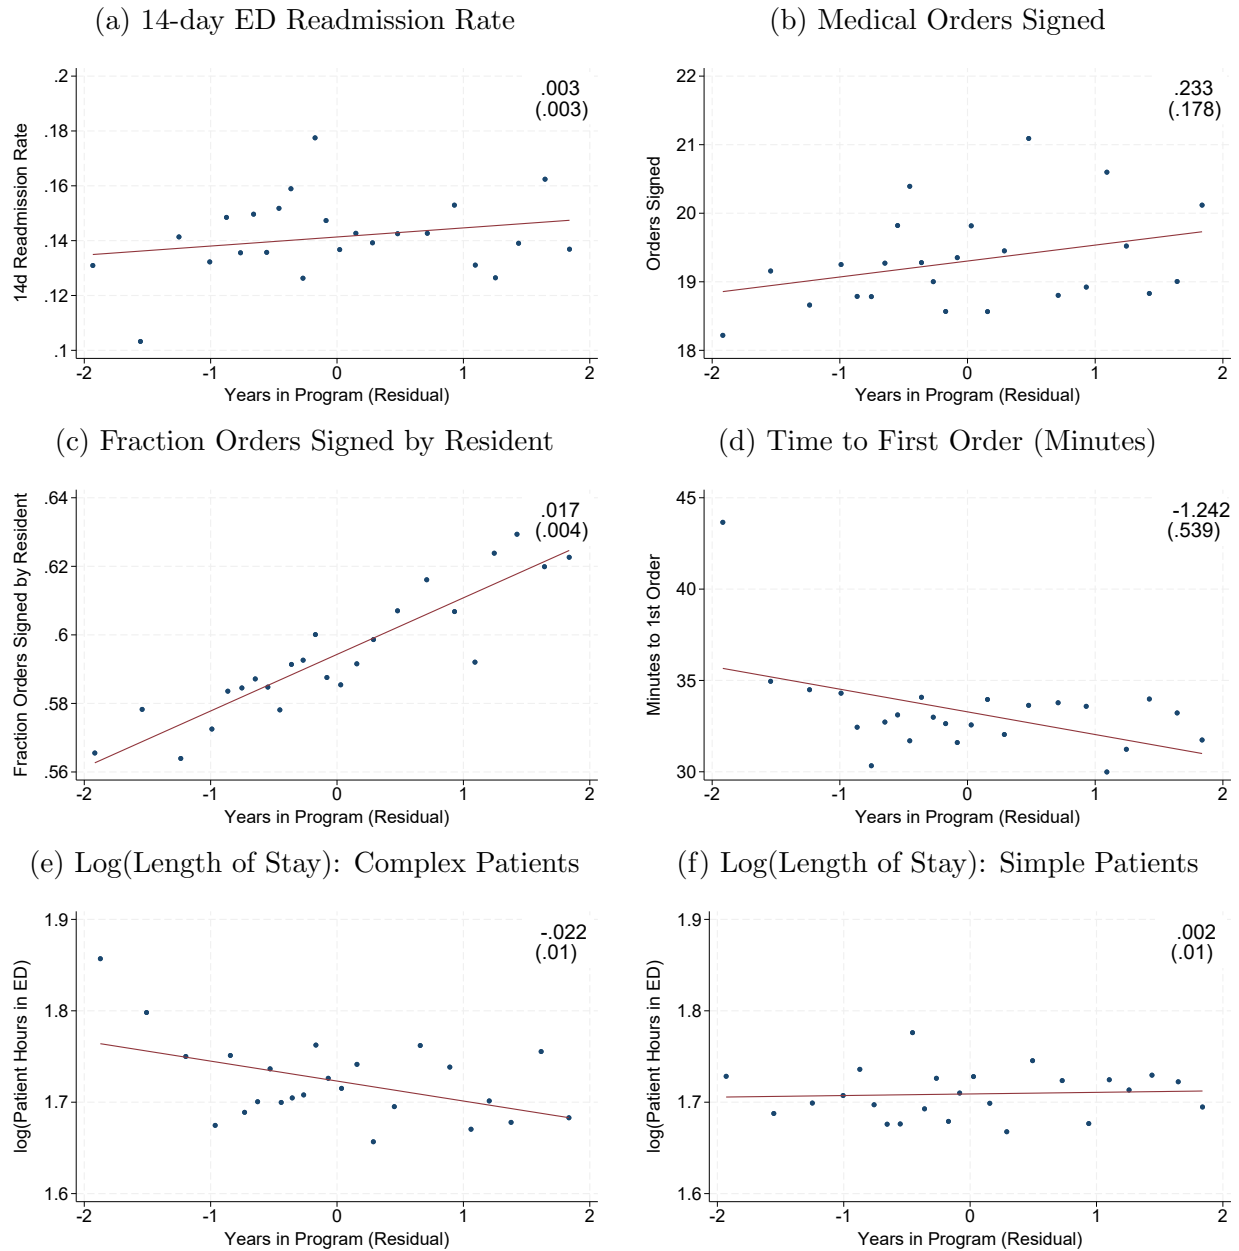 (a) 14-day ED Readmission Rate
.003
(.003)
14d Readmission Rate
.2
.18
.16
.14
.12
.1
-2 -1 0 1 2
Years in Program (Residual)
(b) Medical Orders Signed
.233
(.178)
Orders Signed
22
21
20
19
18
-2 -1 0 1 2
Years in Program (Residual)
(c) Fraction Orders Signed by Resident
.017
(.004)
Fraction Orders Signed by Resident
.64
.62
.6
.58
.56
-2 -1 0 1 2
Years in Program (Residual)
(d) Time to First Order (Minutes)
-1.242
(.539)
Minutes to 1st Order
45
40
35
30
-2 -1 0 1 2
Years in Program (Residual)
(e) Log(Length of Stay): Complex Patients
-.022
(.01)
log(Patient Hours in ED)
1.9
1.8
1.7
1.6
-2 -1 0 1 2
Years in Program (Residual)
(f) Log(Length of Stay): Simple Patients
.002
(.01)
log(Patient Hours in ED)
1.9
1.8
1.7
1.6
-2 -1 0 1 2
Years in Program (Residual)